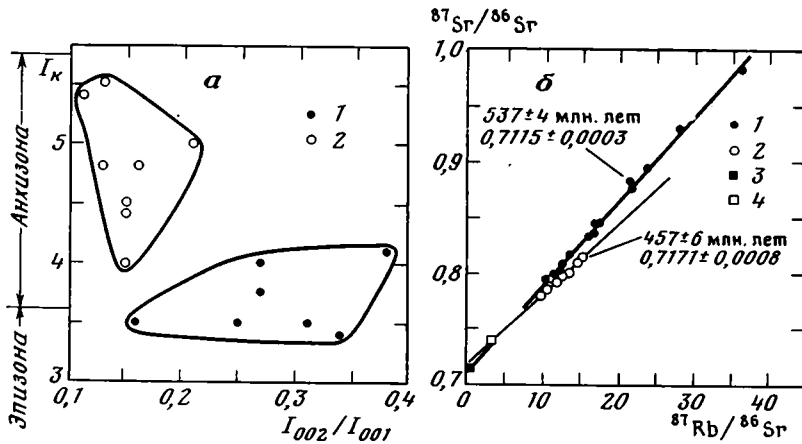 Анхизона
Эпизона
Iк
5
4
3
а
1
2
0,1
0,2
0,3
0,4
I002/I001
87Sr/86Sr
1,0
0,9
0,8
0,7
б
537±4 млн. лет
0,7115±0,0003
1
2
3
4
457±6 млн. лет
0,7171±0,0008
0
10
20
30
40
87Rb/86Sr